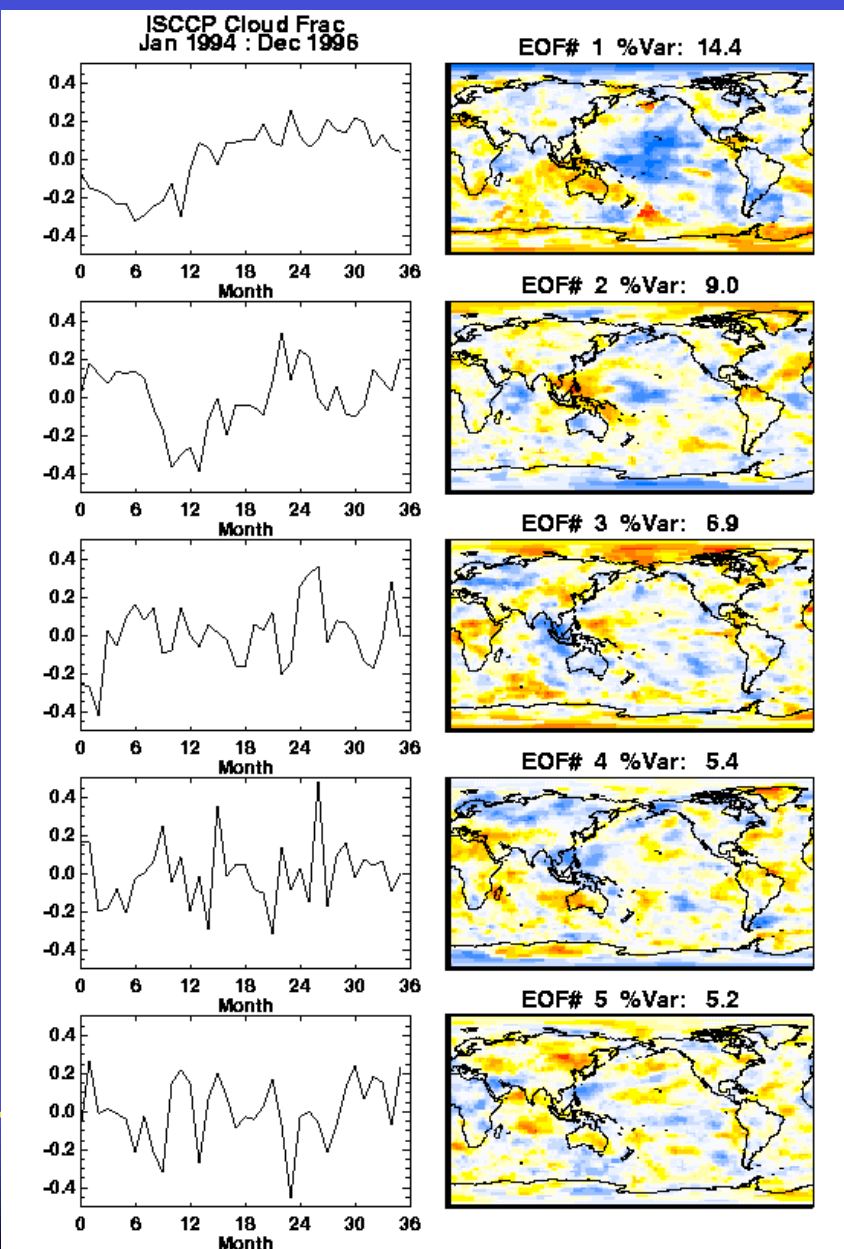 ISCCP Cloud Frac
Jan 1994 : Dec 1996
EOF# 1 %Var: 14.4
0.4
0.2
0.0
-0.2
-0.4
0 6 12 18 24 30 36
Month
EOF# 2 %Var: 9.0
0.4
0.2
0.0
-0.2
-0.4
0 6 12 18 24 30 36
Month
EOF# 3 %Var: 6.9
0.4
0.2
0.0
-0.2
-0.4
0 6 12 18 24 30 36
Month
EOF# 4 %Var: 5.4
0.4
0.2
0.0
-0.2
-0.4
0 6 12 18 24 30 36
Month
EOF# 5 %Var: 5.2
0.4
0.2
0.0
-0.2
-0.4
0 6 12 18 24 30 36
Month